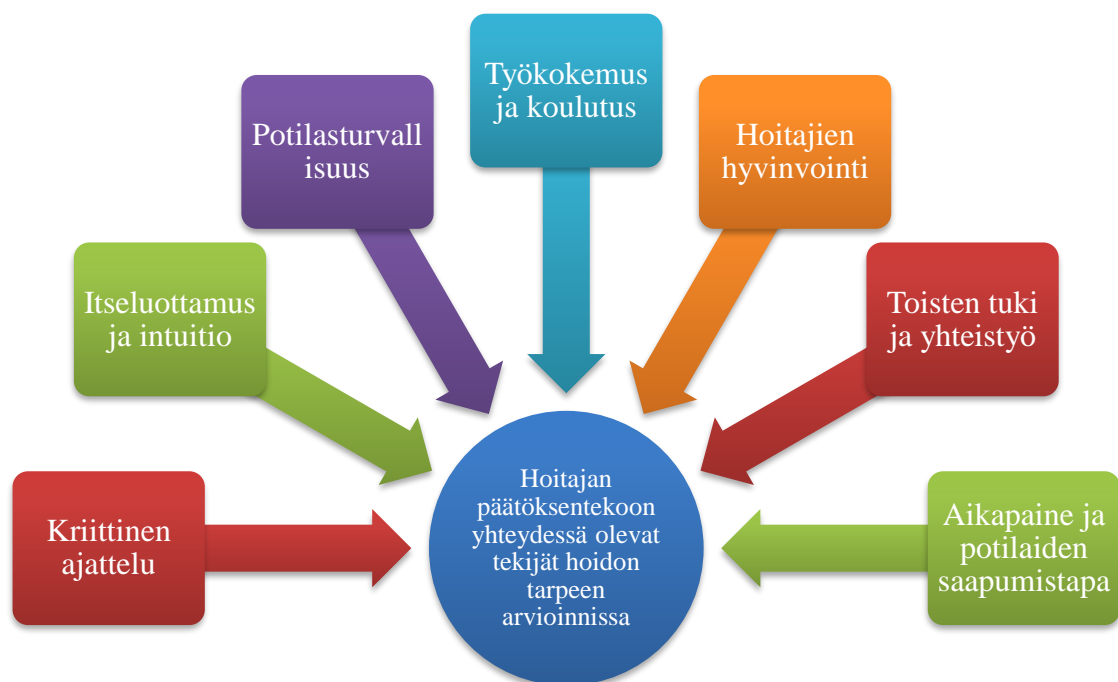 Työkokemus
ja koulutus
Potilasturvall
isuus
Hoitajien
hyvinvointi
Itseluottamus
ja intuitio
Toisten tuki
ja yhteistyö
Kriittinen
ajattelu
Hoitajan
päätöksentekoon
yhteydessä olevat
tekijät hoidon
tarpeen
arvioinnissa
Aikapaine ja
potilaiden
saapumistapa